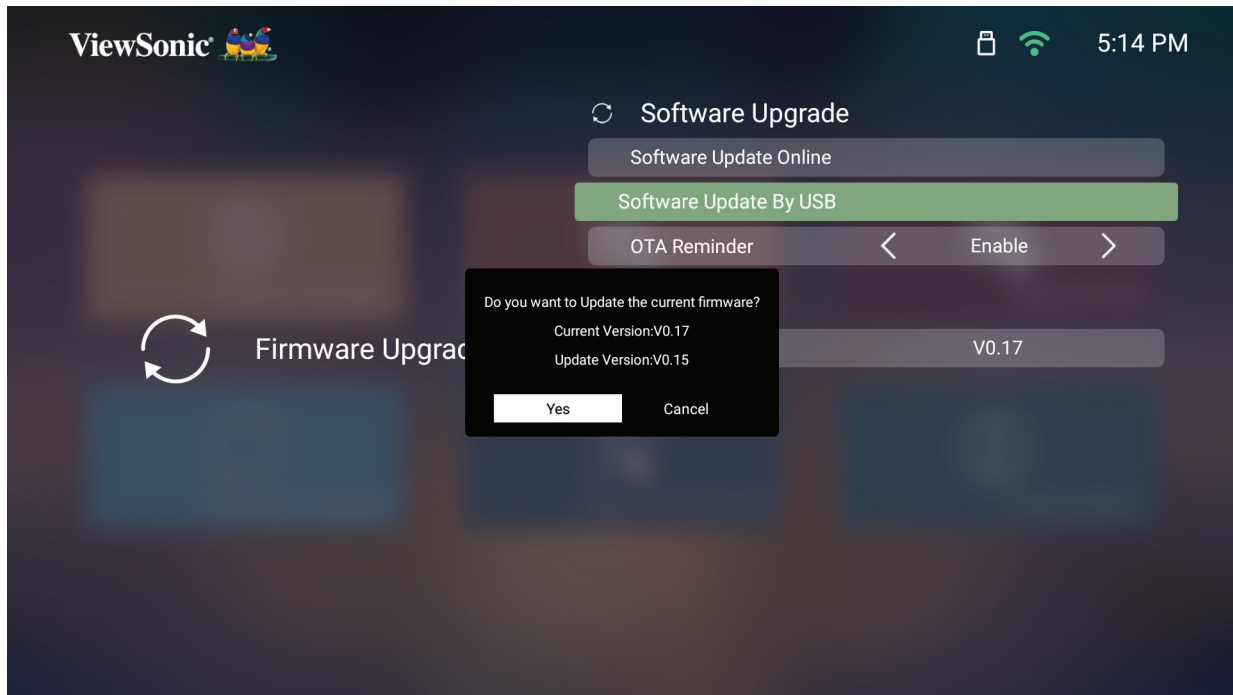 ViewSonic
5:14 PM
Software Upgrade
Software Update Online
Software Update By USB
OTA Reminder
Enable
Do you want to Update the current firmware?
Current Version:V0.17
Update Version:V0.15
Yes
Cancel
Firmware Upgrad
V0.17